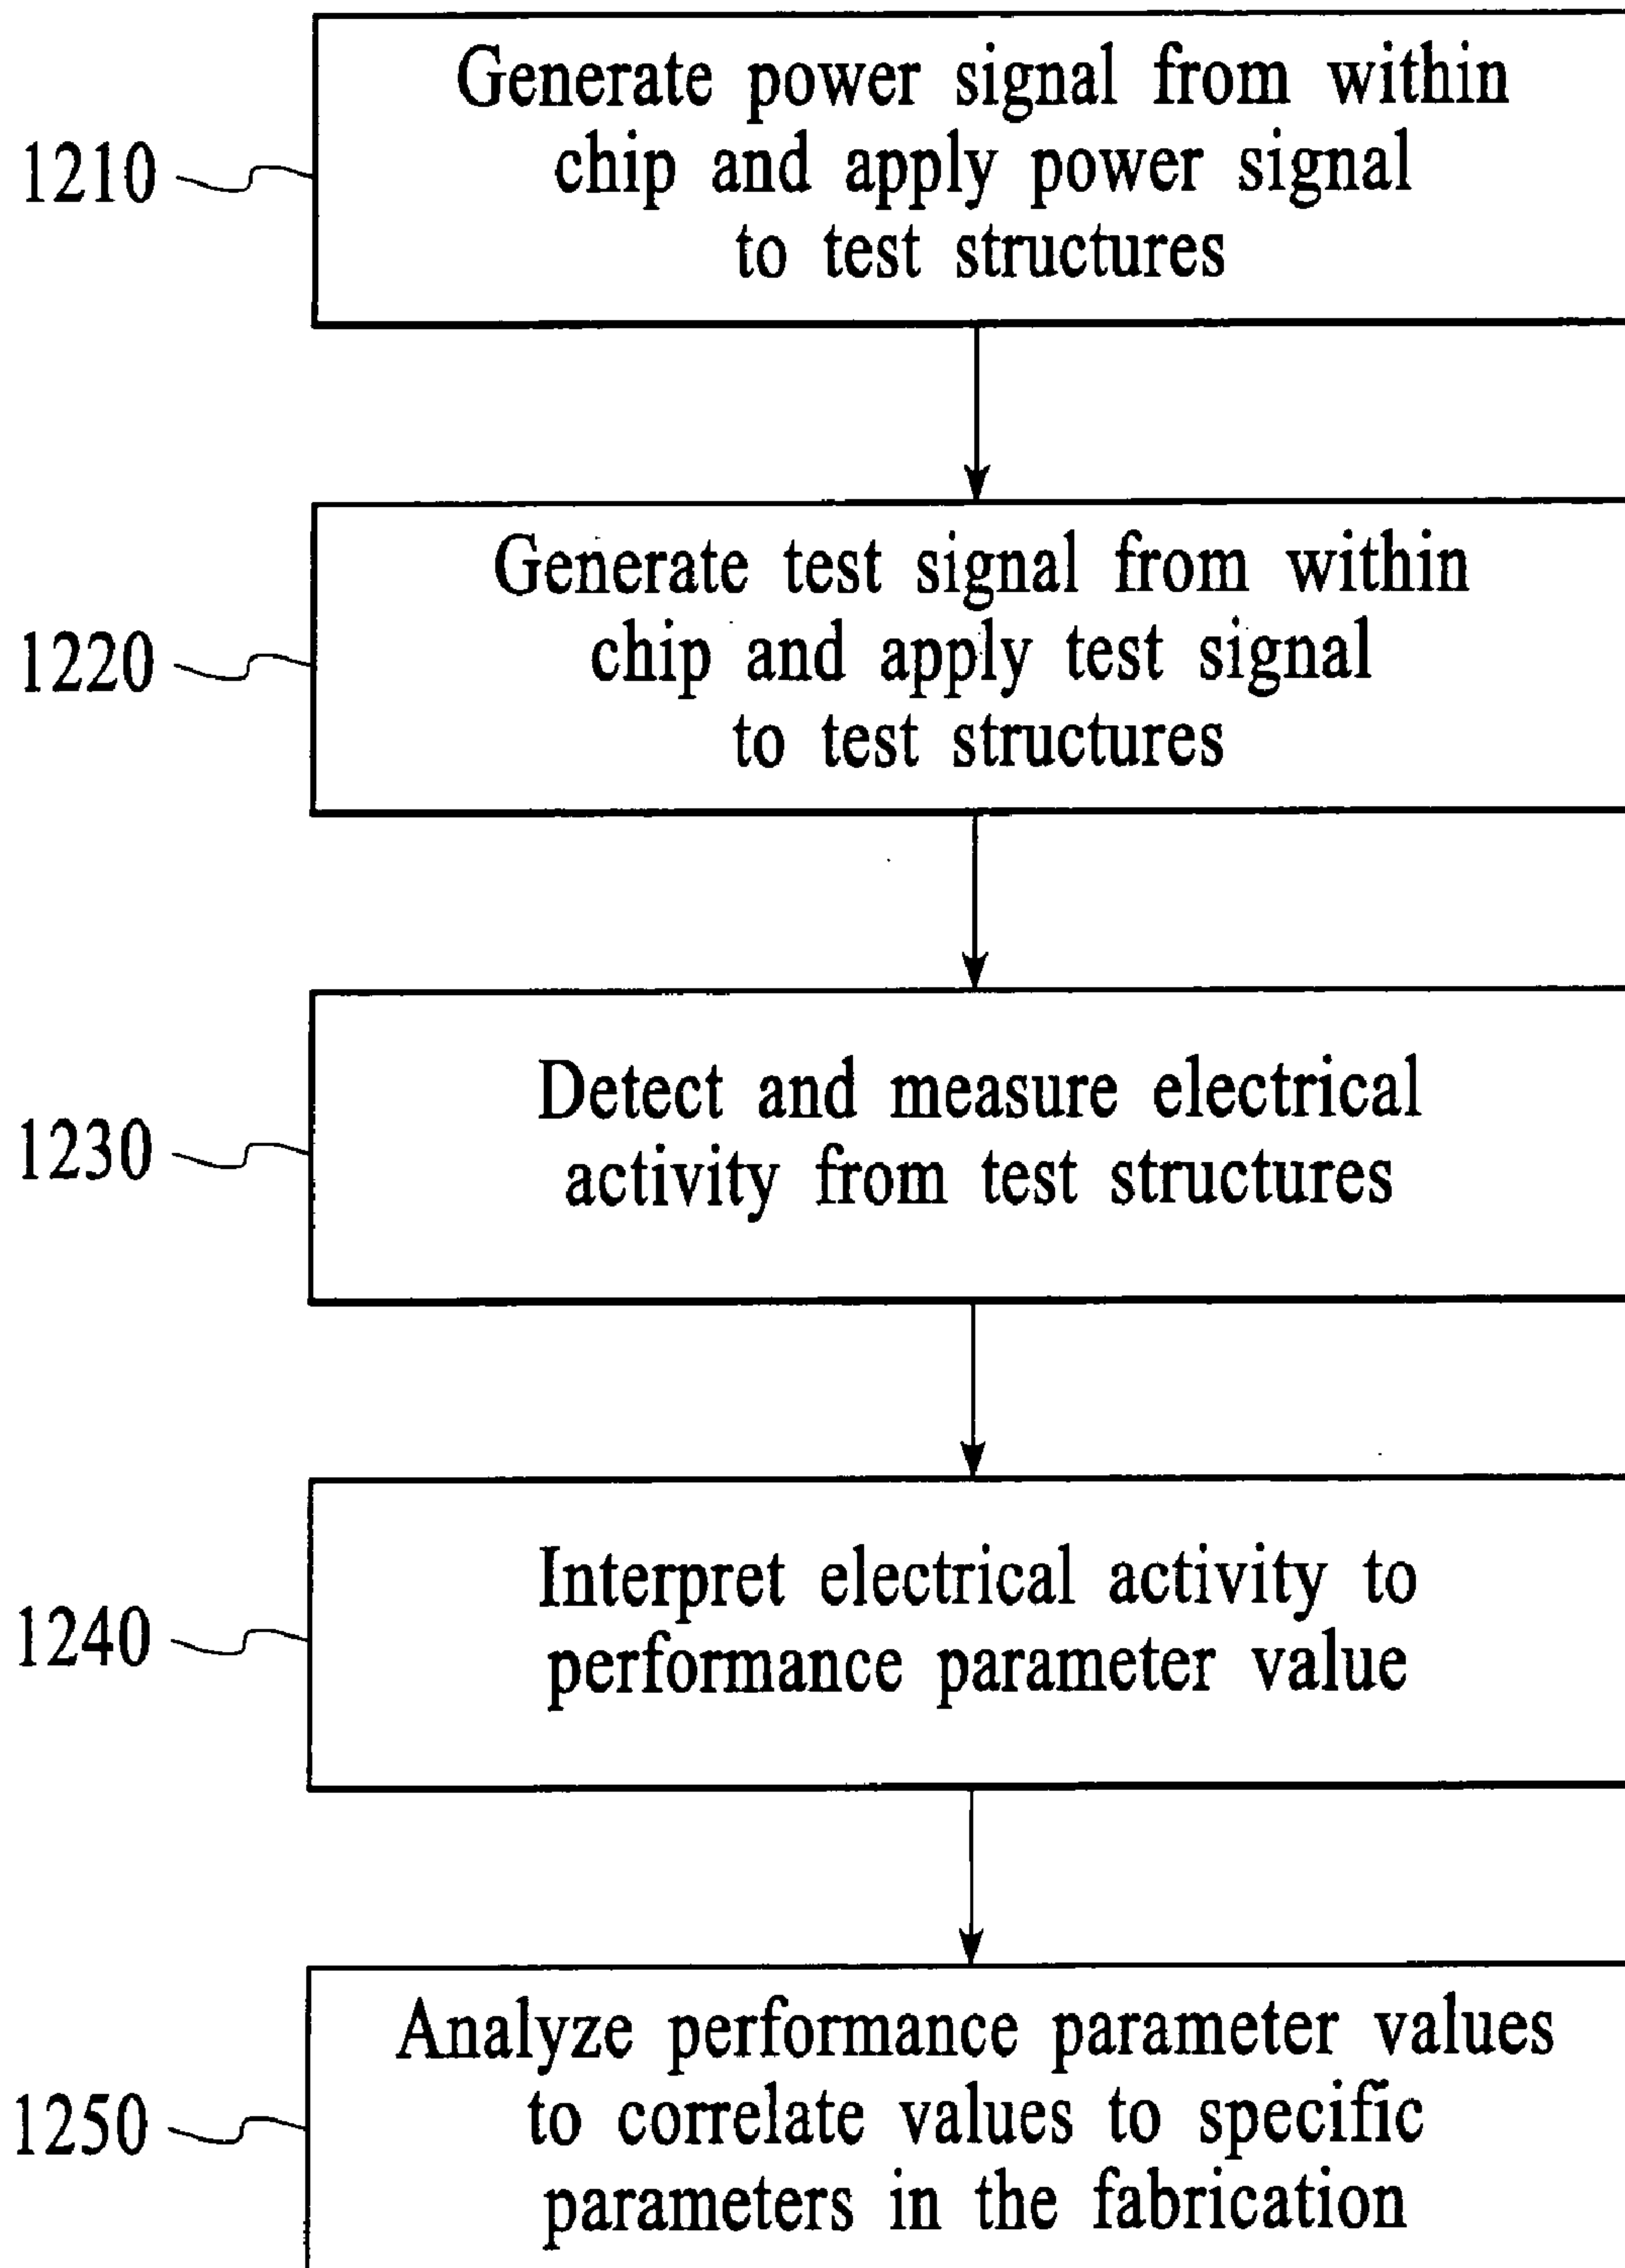 Generate power signal from within
1210
chip and apply power signal
to test structures
Generate test signal from within
1220
chip and apply test signal
to test structures
Detect and measure electrical
1230
activity from test structures
Interpret electrical activity to
1240
performance parameter value
Analyze performance parameter values
1250
to correlate values to specific
parameters in the fabrication